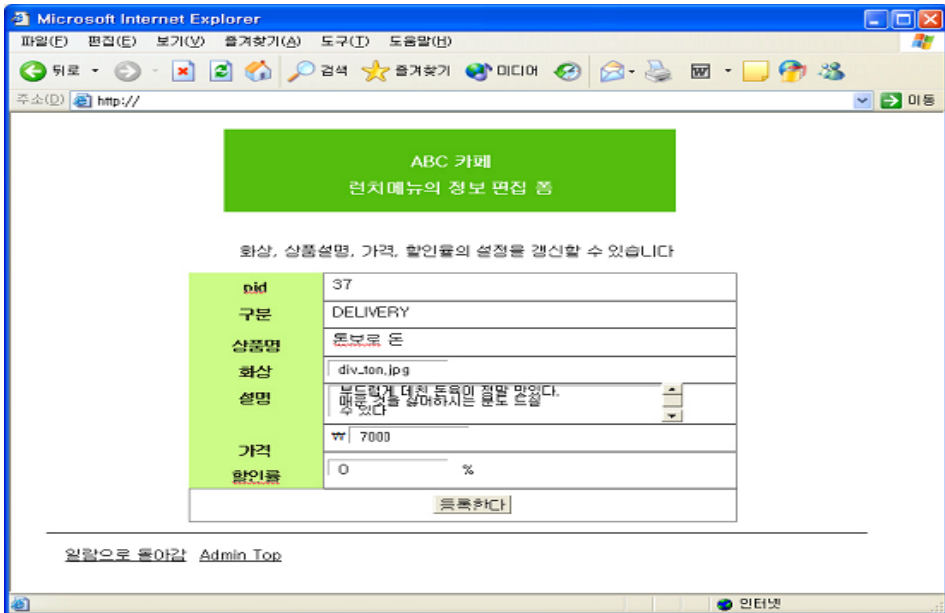 Microsoft Internet Explorer
파일(F) 편집(E) 보기(V) 즐겨찾기(A) 도구(T) 도움말(H)
뒤로 검색 즐겨찾기 미디어
주소(D) http:// 이동
ABC 카페
런치메뉴의 정보 편집 폼
화상, 상품설명, 가격, 할인율의 설정을 갱신할 수 있습니다
pid 37
구분 DELIVERY
상품명 톤보로 돈
화상 div_ton.jpg
설명 부드럽게 데친 돈육이 정말 맛있다.
매운 것을 싫어하시는 분도 드실
수 있다
가격 ₩ 7000
할인률 0 %
등록한다
일람으로 돌아감 Admin Top
인터넷